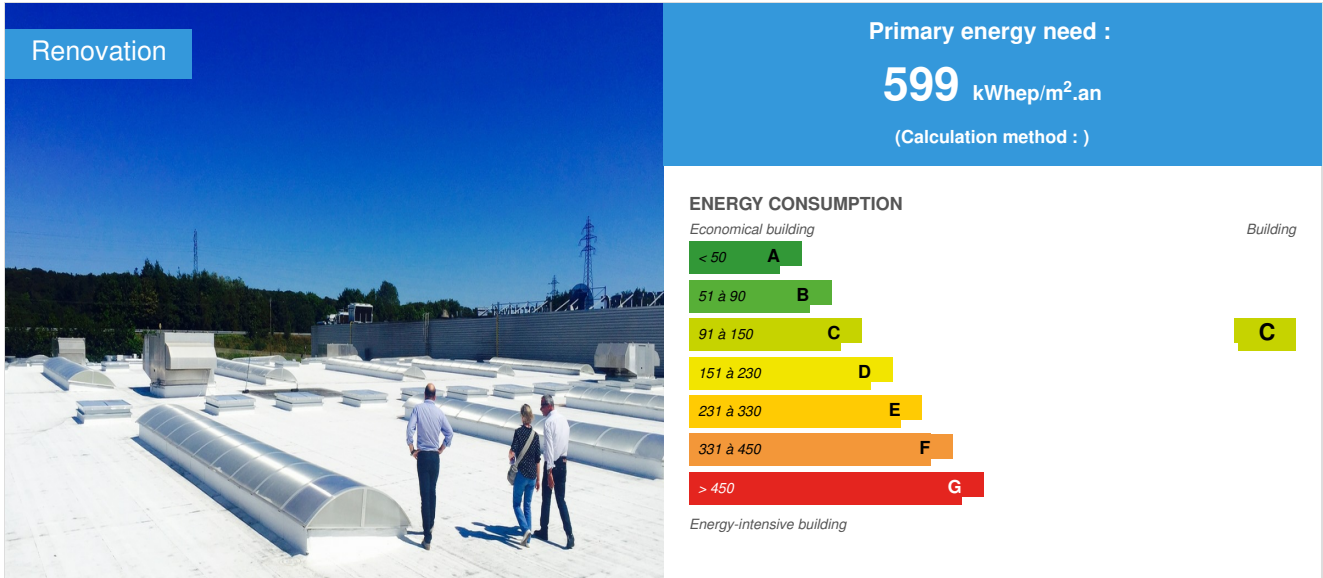 Renovation
Primary energy need :
599 kWhep/m².an
(Calculation method : )
ENERGY CONSUMPTION
Economical building
Building
< 50 A
51 à 90 B
91 à 150 C
C
151 à 230 D
231 à 330 E
331 à 450 F
> 450 G
Energy-intensive building